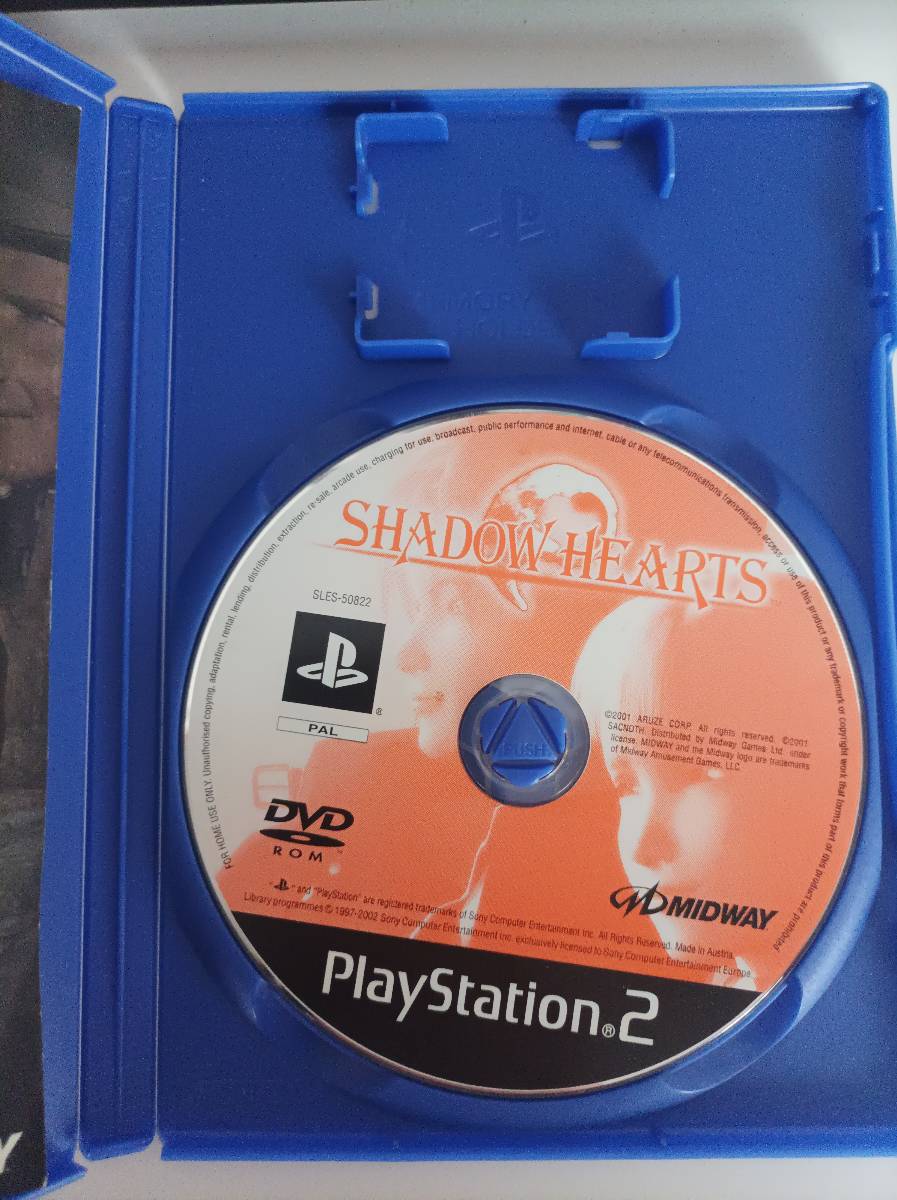 FOR HOME USE ONLY. Unauthorised copying, adaptation, rental, lending, distribution, extraction, re-sale, arcade use, charging for use, broadcast, public performance and internet, cable or any telecommunications transmission, access or use of this product or any trademark or copyright work that forms part of this product are prohibited
SHADOW HEARTS
SLES-50822
®
PAL
©2001 ARUZE CORP. All rights reserved. ©2001
SACNOTH. Distributed by Midway Games Ltd. under
license. MIDWAY and the Midway logo are trademarks
of Midway Amusement Games, LLC.
PUSH
DVD
ROM
MIDWAY
" " and "PlayStation" are registered trademarks of Sony Computer Entertainment Inc. All Rights Reserved. Made in Austria.
Library programmes © 1997-2002 Sony Computer Entertainment Inc. exclusively licensed to Sony Computer Entertainment Europe.
PlayStation®2